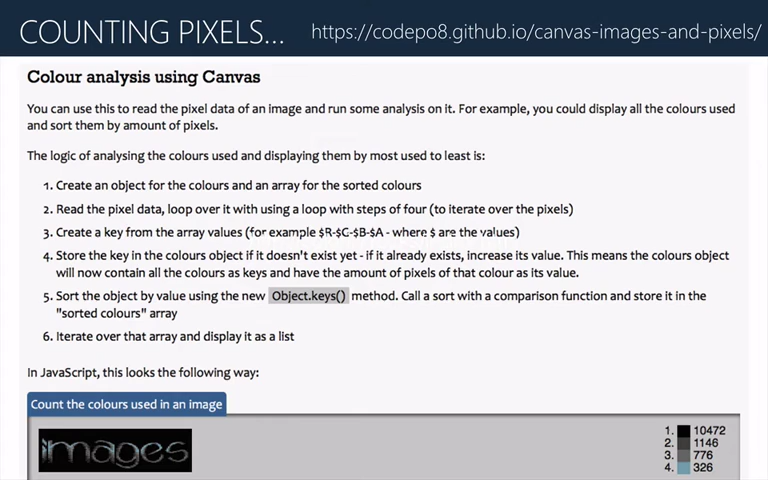 COUNTING PIXELS... https://codepo8.github.io/canvas-images-and-pixels/
Colour analysis using Canvas
You can use this to read the pixel data of an image and run some analysis on it. For example, you could display all the colours used
and sort them by amount of pixels.
The logic of analysing the colours used and displaying them by most used to least is:
1. Create an object for the colours and an array for the sorted colours
2. Read the pixel data, loop over it with using a loop with steps of four (to iterate over the pixels)
3. Create a key from the array values (for example $R-$C-$B-$A - where $ are the values)
4. Store the key in the colours object if it doesn't exist yet - if it already exists, increase its value. This means the colours object
will now contain all the colours as keys and have the amount of pixels of that colour as its value.
5. Sort the object by value using the new Object.keys() method. Call a sort with a comparison function and store it in the
"sorted colours" array
6. Iterate over that array and display it as a list
In JavaScript, this looks the following way:
Count the colours used in an image
images
1. 10472
2. 1146
3. 776
4. 326